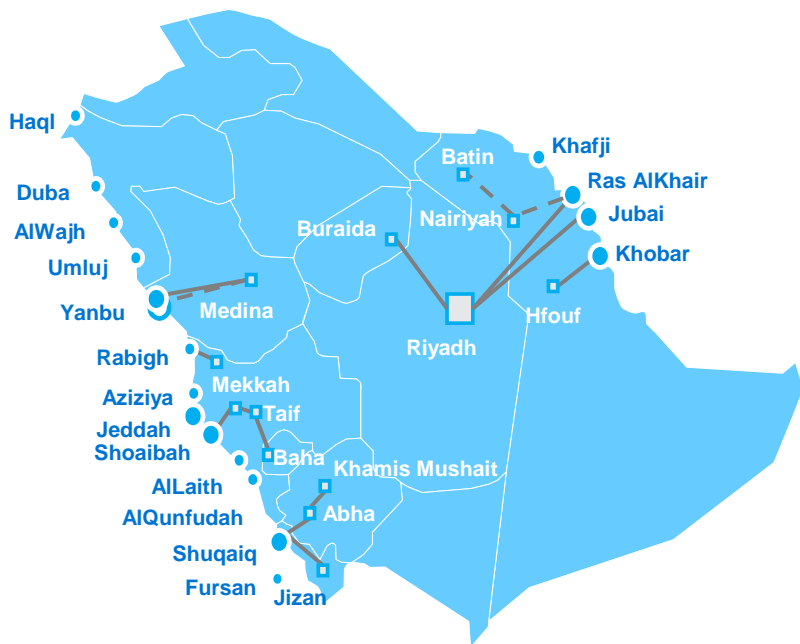 Haql
Duba
AlWajh
Umluj
Yanbu
Rabigh
Aziziya
Jeddah
Shoaibah
AlLaith
AlQunfudah
Shuqaiq
Fursan
Jizan
Medina
Mekkah
Taif
Baha
Khamis Mushait
Abha
Buraida
Riyadh
Batin
Nairiyah
Hfouf
Khafji
Ras AlKhair
Jubai
Khobar